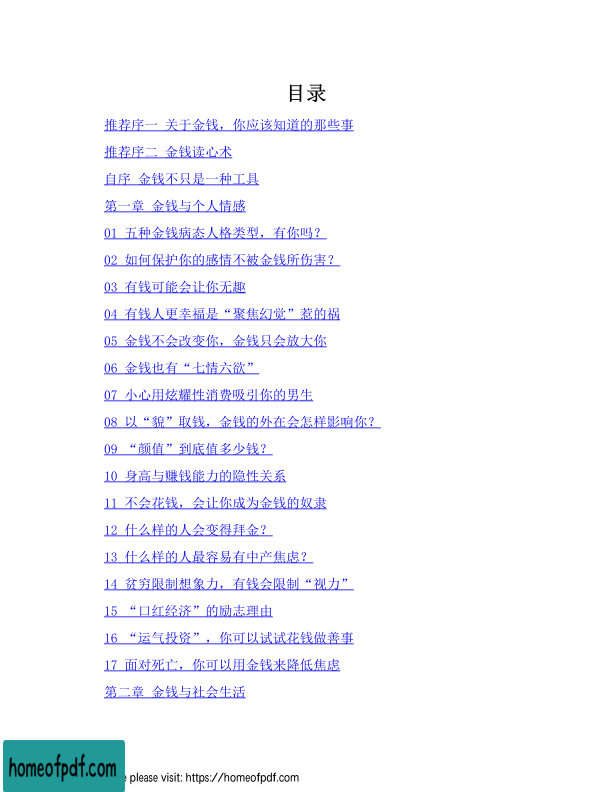 目录
推荐序一 关于金钱，你应该知道的那些事
推荐序二 金钱读心术
自序 金钱不只是一种工具
第一章 金钱与个人情感
01 五种金钱病态人格类型，有你吗？
02 如何保护你的感情不被金钱所伤害？
03 有钱可能会让你无趣
04 有钱人更幸福是“聚焦幻觉”惹的祸
05 金钱不会改变你，金钱只会放大你
06 金钱也有“七情六欲”
07 小心用炫耀性消费吸引你的男生
08 以“貌”取钱，金钱的外在会怎样影响你？
09 “颜值”到底值多少钱？
10 身高与赚钱能力的隐性关系
11 不会花钱，会让你成为金钱的奴隶
12 什么样的人会变得拜金？
13 什么样的人最容易有中产焦虑？
14 贫穷限制想象力，有钱会限制“视力”
15 “口红经济”的励志理由
16 “运气投资”，你可以试试花钱做善事
17 面对死亡，你可以用金钱来降低焦虑
第二章 金钱与社会生活
homeofpdf.com
please visit: https://homeofpdf.com